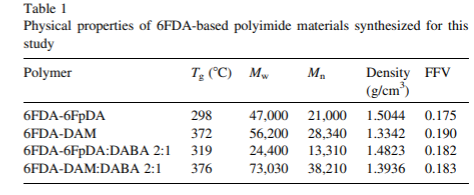 Table 1
Physical properties of 6FDA-based polyimide materials synthesized for this
study
Polymer Tg (°C) Mw Mn Density FFV
(g/cm³)
6FDA-6FpDA 298 47,000 21,000 1.5044 0.175
6FDA-DAM 372 56,200 28,340 1.3342 0.190
6FDA-6FpDA:DABA 2:1 319 24,400 13,310 1.4823 0.182
6FDA-DAM:DABA 2:1 376 73,030 38,210 1.3936 0.183